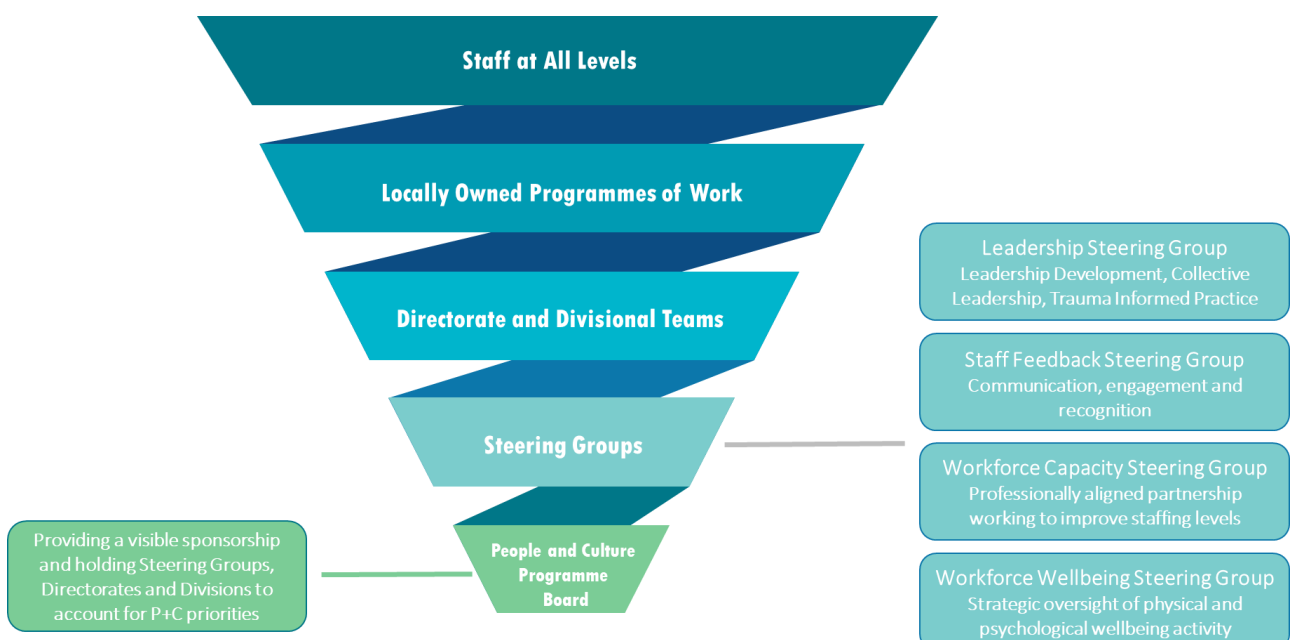 Staff at All Levels
Locally Owned Programmes of Work
Directorate and Divisional Teams
Steering Groups
People and Culture
Programme
Board
Providing a visible sponsorship
and holding Steering Groups,
Directorates and Divisions to
account for P+C priorities
Leadership Steering Group
Leadership Development, Collective
Leadership, Trauma Informed Practice
Staff Feedback Steering Group
Communication, engagement and
recognition
Workforce Capacity Steering Group
Professionally aligned partnership
working to improve staffing levels
Workforce Wellbeing Steering Group
Strategic oversight of physical and
psychological wellbeing activity